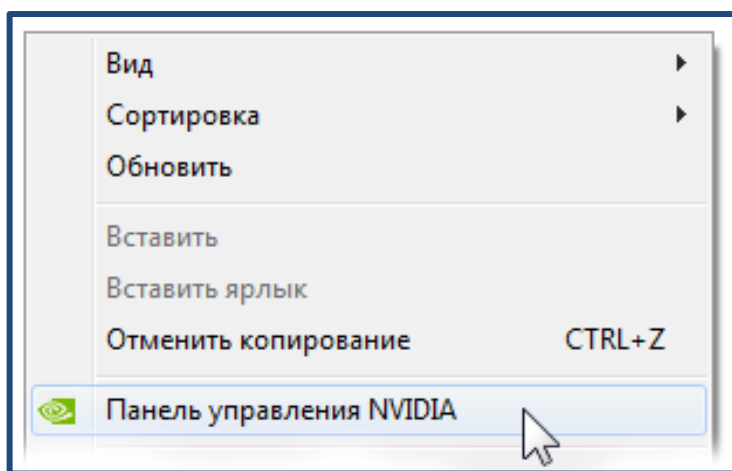 Вид
Сортировка
Обновить
Вставить
Вставить ярлык
Отменить копирование CTRL+Z
Панель управления NVIDIA